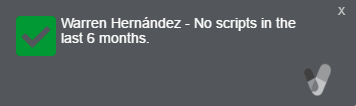 x
Warren Hernández - No scripts in the
last 6 months.